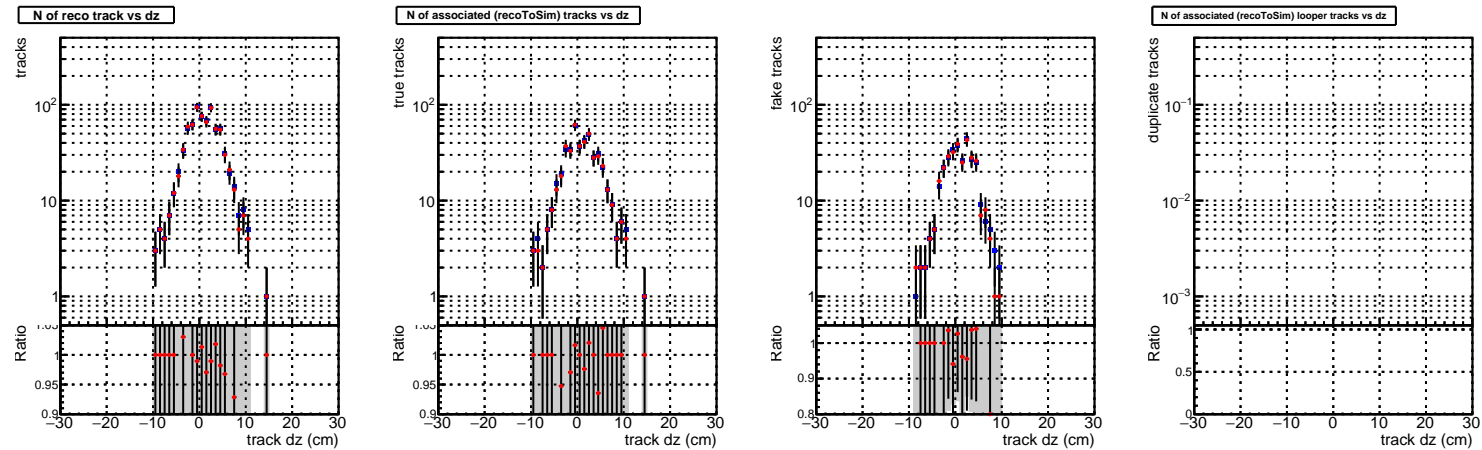 N of reco track vs dz
tracks
10²
10
1
Ratio
1.05
1
0.95
0.9
−30 −20 −10 0 10 20 30
track dz (cm)
N of associated (recoToSim) tracks vs dz
true tracks
10²
10
1
Ratio
1.05
1
0.95
0.9
−30 −20 −10 0 10 20 30
track dz (cm)
fake tracks
10²
10
1
Ratio
1
0.9
0.8
−30 −20 −10 0 10 20 30
track dz (cm)
N of associated (recoToSim) looper tracks vs dz
duplicate tracks
10⁻¹
10⁻²
10⁻³
Ratio
1
0.5
0
−30 −20 −10 0 10 20 30
track dz (cm)